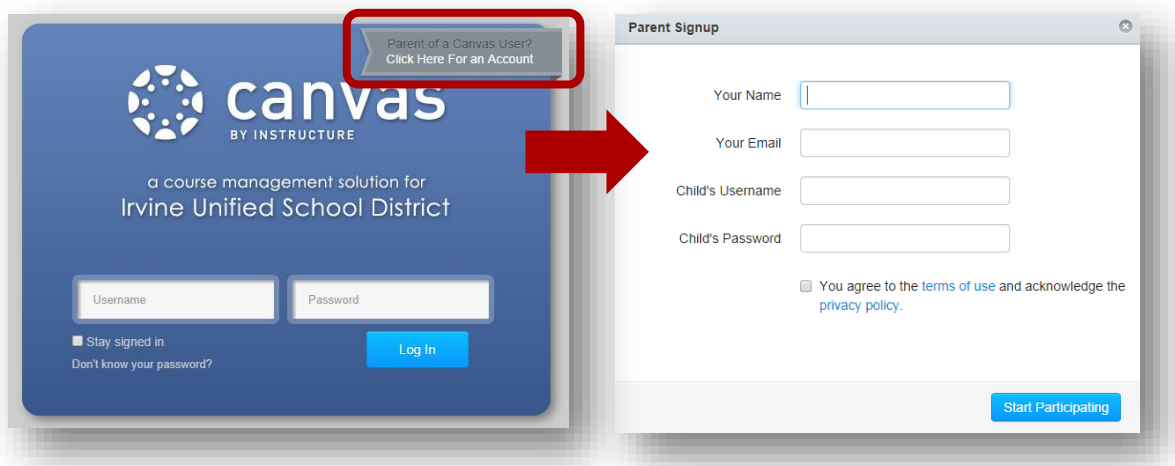 Parent of a Canvas User?
Click Here For an Account
canvas
BY INSTRUCTURE
a course management solution for
Irvine Unified School District
Username
Password
Stay signed in
Log In
Don't know your password?
Parent Signup
Your Name
Your Email
Child's Username
Child's Password
You agree to the terms of use and acknowledge the
privacy policy.
Start Participating